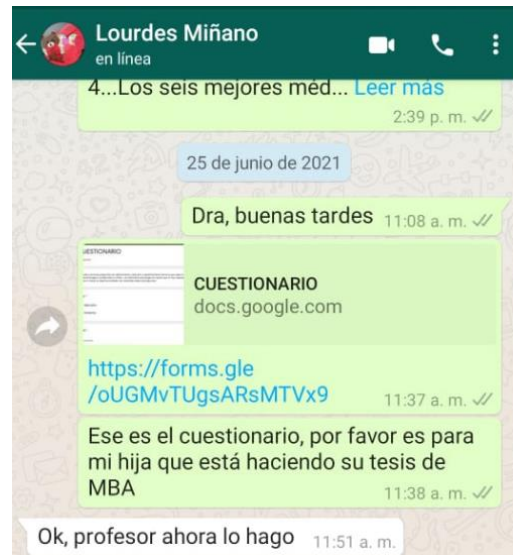 Lourdes Miñano
en línea
4...Los seis mejores méd... Leer más
2:39 p. m.
25 de junio de 2021
Dra, buenas tardes 11:08 a. m.
CUESTIONARIO
docs.google.com
https://forms.gle
/oUGMvTUgsARsMTVx9 11:37 a. m.
Ese es el cuestionario, por favor es para
mi hija que está haciendo su tesis de
MBA
11:38 a. m.
Ok, profesor ahora lo hago 11:51 a. m.